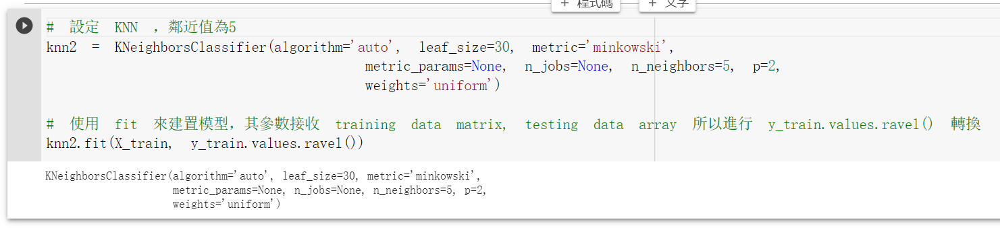 + 程式碼 + 文字
# 設定 KNN ，鄰近值為5
knn2 = KNeighborsClassifier(algorithm='auto', leaf_size=30, metric='minkowski',
metric_params=None, n_jobs=None, n_neighbors=5, p=2,
weights='uniform')
# 使用 fit 來建置模型，其參數接收 training data matrix, testing data array 所以進行 y_train.values.ravel() 轉換
knn2.fit(X_train, y_train.values.ravel())
KNeighborsClassifier(algorithm='auto', leaf_size=30, metric='minkowski',
metric_params=None, n_jobs=None, n_neighbors=5, p=2,
weights='uniform')